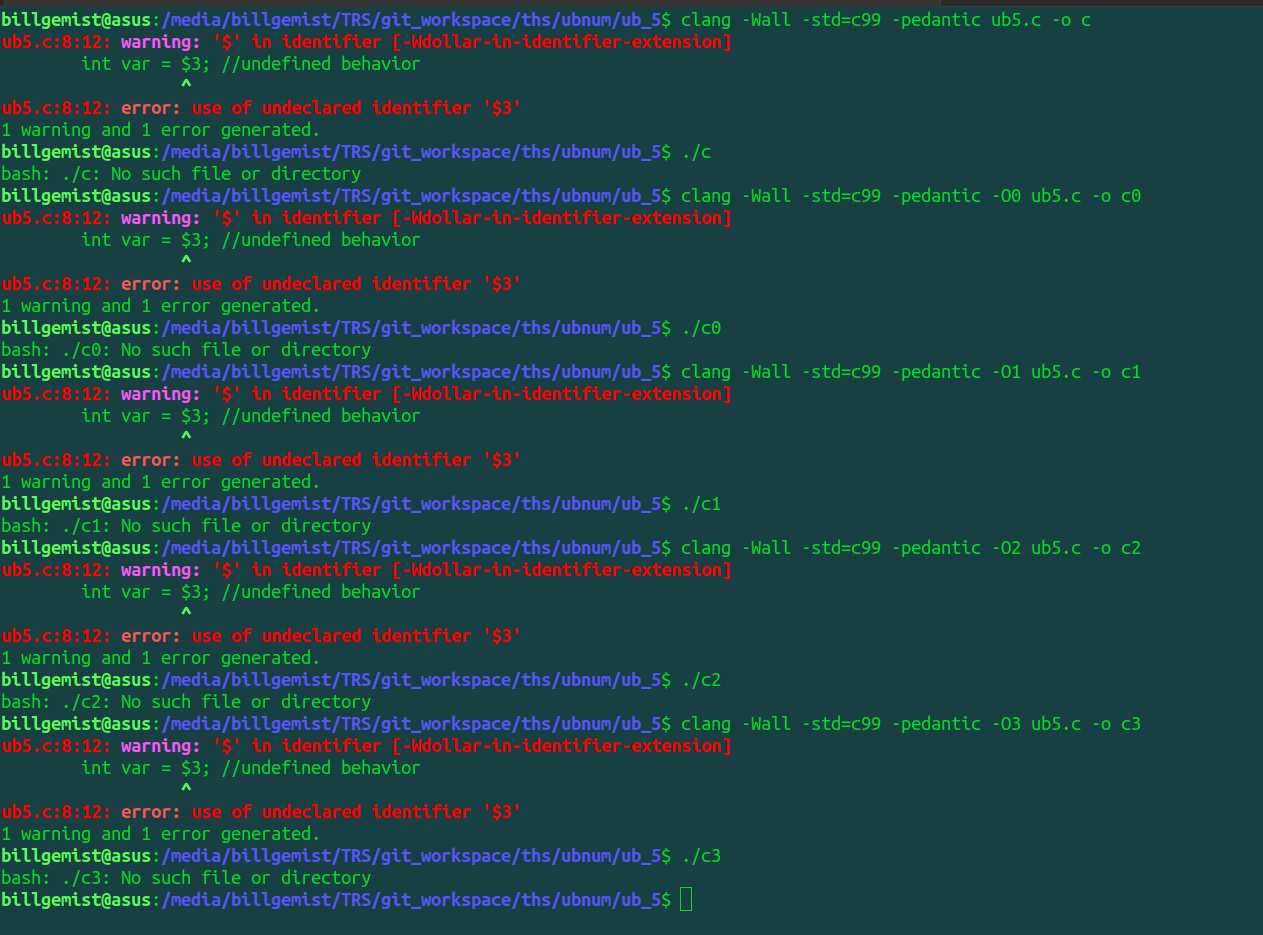 billgemist@asus:/media/billgemist/TRS/git_workspace/ths/ubnum/ub_5$ clang -Wall -std=c99 -pedantic ub5.c -o c
ub5.c:8:12: warning: '$' in identifier [-Wdollar-in-identifier-extension]
        int var = $3; //undefined behavior
                  ^
ub5.c:8:12: error: use of undeclared identifier '$3'
1 warning and 1 error generated.
billgemist@asus:/media/billgemist/TRS/git_workspace/ths/ubnum/ub_5$ ./c
bash: ./c: No such file or directory
billgemist@asus:/media/billgemist/TRS/git_workspace/ths/ubnum/ub_5$ clang -Wall -std=c99 -pedantic -O0 ub5.c -o c0
ub5.c:8:12: warning: '$' in identifier [-Wdollar-in-identifier-extension]
        int var = $3; //undefined behavior
                  ^
ub5.c:8:12: error: use of undeclared identifier '$3'
1 warning and 1 error generated.
billgemist@asus:/media/billgemist/TRS/git_workspace/ths/ubnum/ub_5$ ./c0
bash: ./c0: No such file or directory
billgemist@asus:/media/billgemist/TRS/git_workspace/ths/ubnum/ub_5$ clang -Wall -std=c99 -pedantic -O1 ub5.c -o c1
ub5.c:8:12: warning: '$' in identifier [-Wdollar-in-identifier-extension]
        int var = $3; //undefined behavior
                  ^
ub5.c:8:12: error: use of undeclared identifier '$3'
1 warning and 1 error generated.
billgemist@asus:/media/billgemist/TRS/git_workspace/ths/ubnum/ub_5$ ./c1
bash: ./c1: No such file or directory
billgemist@asus:/media/billgemist/TRS/git_workspace/ths/ubnum/ub_5$ clang -Wall -std=c99 -pedantic -O2 ub5.c -o c2
ub5.c:8:12: warning: '$' in identifier [-Wdollar-in-identifier-extension]
        int var = $3; //undefined behavior
                  ^
ub5.c:8:12: error: use of undeclared identifier '$3'
1 warning and 1 error generated.
billgemist@asus:/media/billgemist/TRS/git_workspace/ths/ubnum/ub_5$ ./c2
bash: ./c2: No such file or directory
billgemist@asus:/media/billgemist/TRS/git_workspace/ths/ubnum/ub_5$ clang -Wall -std=c99 -pedantic -O3 ub5.c -o c3
ub5.c:8:12: warning: '$' in identifier [-Wdollar-in-identifier-extension]
        int var = $3; //undefined behavior
                  ^
ub5.c:8:12: error: use of undeclared identifier '$3'
1 warning and 1 error generated.
billgemist@asus:/media/billgemist/TRS/git_workspace/ths/ubnum/ub_5$ ./c3
bash: ./c3: No such file or directory
billgemist@asus:/media/billgemist/TRS/git_workspace/ths/ubnum/ub_5$